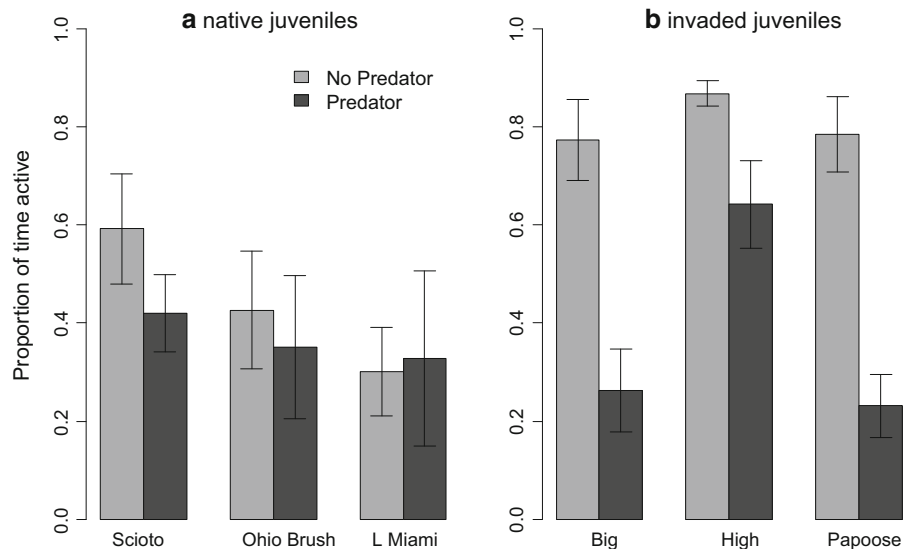 a native juveniles
b invaded juveniles
No Predator
Predator
Proportion of time active
1.0
0.8
0.6
0.4
0.2
0.0
Scioto
Ohio Brush
L Miami
1.0
0.8
0.6
0.4
0.2
0.0
Big
High
Papoose